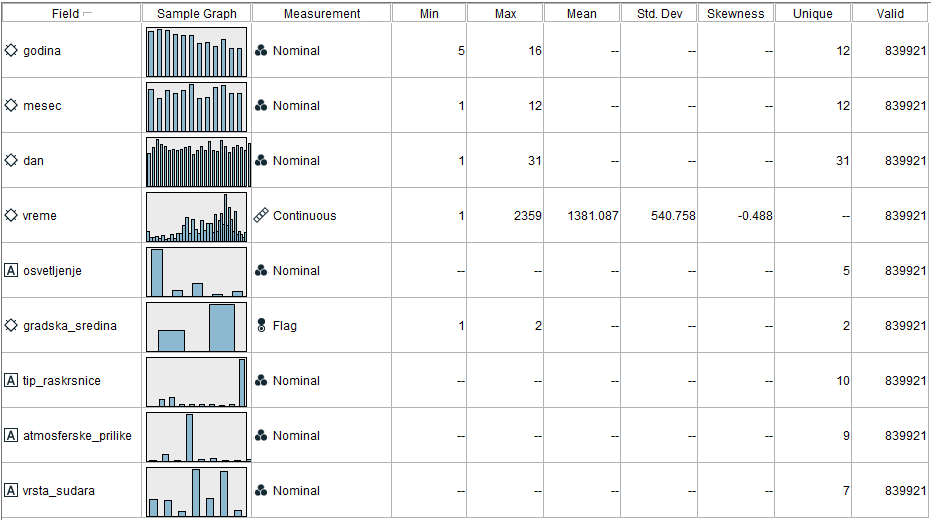 Field Sample Graph Measurement Min Max Mean Std. Dev Skewness Unique Valid
godina Nominal 5 16 -- -- -- 12 839921
mesec Nominal 1 12 -- -- -- 12 839921
dan Nominal 1 31 -- -- -- 31 839921
vreme Continuous 1 2359 1381.087 540.758 -0.488 -- 839921
A osvetljenje Nominal -- -- -- -- -- 5 839921
gradska_sredina Flag 1 2 -- -- -- 2 839921
A tip_raskrsnice Nominal -- -- -- -- -- 10 839921
A atmosferske_prilike Nominal -- -- -- -- -- 9 839921
A vrsta_sudara Nominal -- -- -- -- -- 7 839921